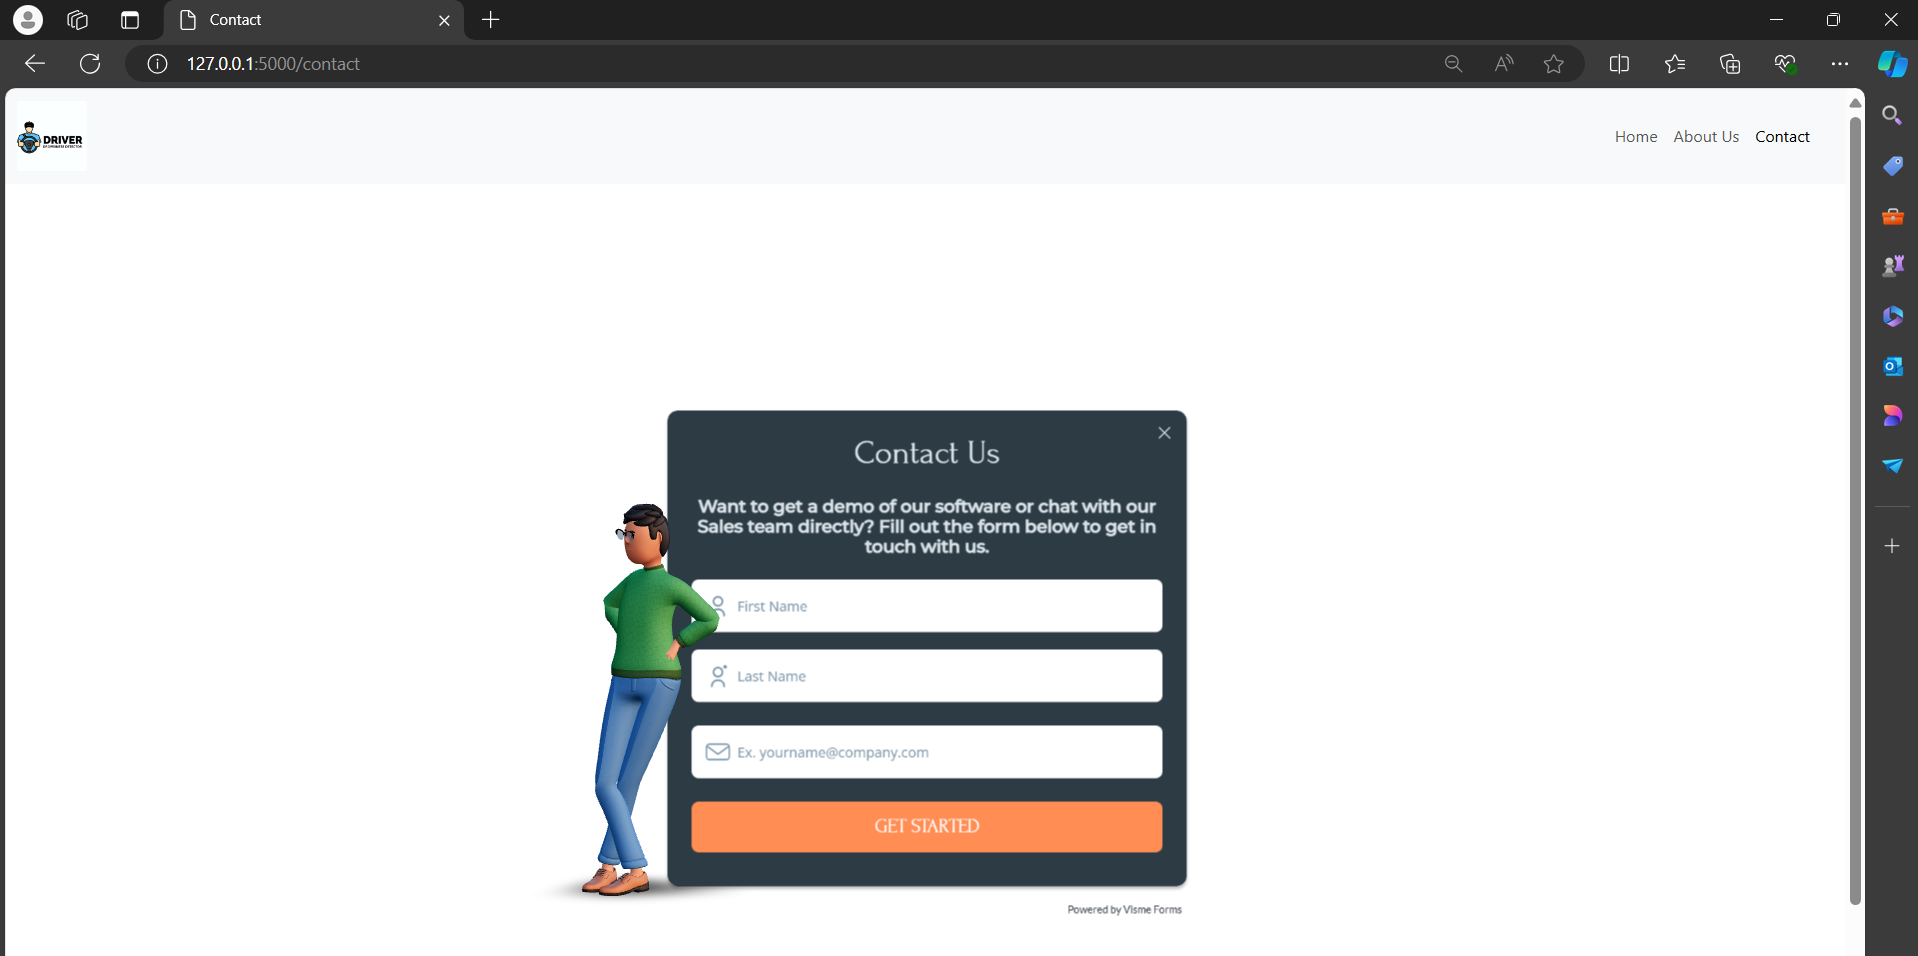 Contact
127.0.0.1:5000/contact
DRIVER
DROWSINESS DETECTOR
Home About Us Contact
Contact Us
Want to get a demo of our software or chat with our
Sales team directly? Fill out the form below to get in
touch with us.
First Name
Last Name
Ex. yourname@company.com
GET STARTED
Powered by Visme Forms